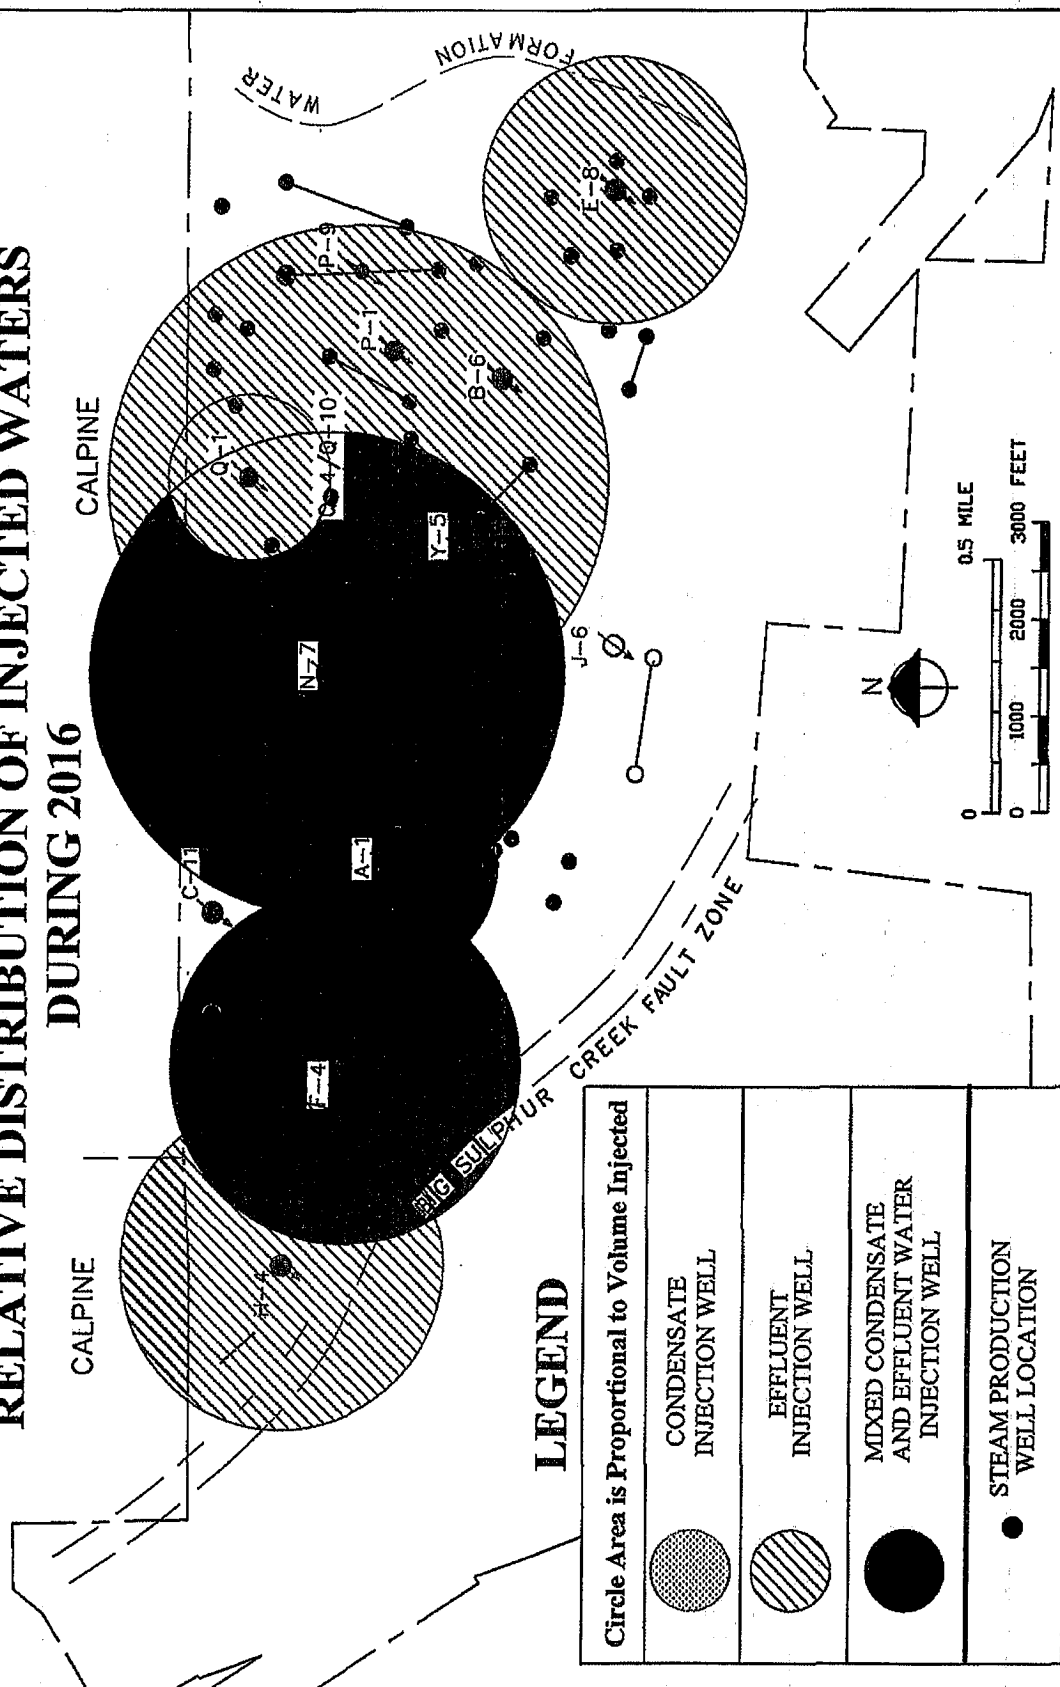 RELATIVE DISTRIBUTION OF INJECTED WATERS
DURING 2016
CALPINE
CALPINE
WATER
FORMATION
H-4
F-4
C-11
A-1
N-7
Q-1
Y-5
P-1
P-9
B-6
E-8
J-6
BIG SULPHUR CREEK FAULT ZONE
N
0
0.5 MILE
0
1000
2000
3000 FEET
LEGEND
Circle Area is Proportional to Volume Injected
CONDENSATE
INJECTION WELL
EFFLUENT
INJECTION WELL
MIXED CONDENSATE
AND EFFLUENT WATER
INJECTION WELL
STEAM PRODUCTION
WELL LOCATION